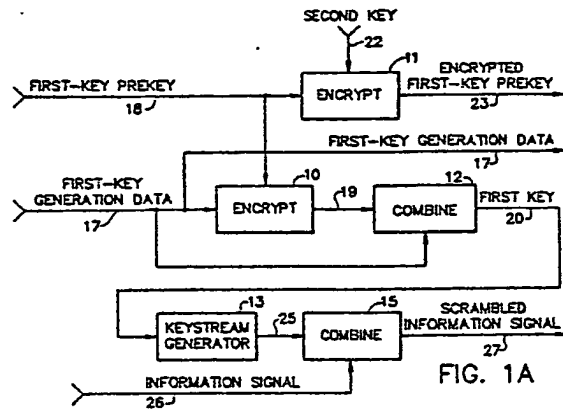 SECOND KEY
22
11
FIRST-KEY PREKEY
18
ENCRYPT
ENCRYPTED
FIRST-KEY PREKEY
23
FIRST-KEY GENERATION DATA
17
FIRST-KEY
GENERATION DATA
17
10
ENCRYPT
19
12
COMBINE
FIRST KEY
20
13
KEYSTREAM
GENERATOR
25
15
COMBINE
SCRAMBLED
INFORMATION SIGNAL
27
INFORMATION SIGNAL
26
FIG. 1A